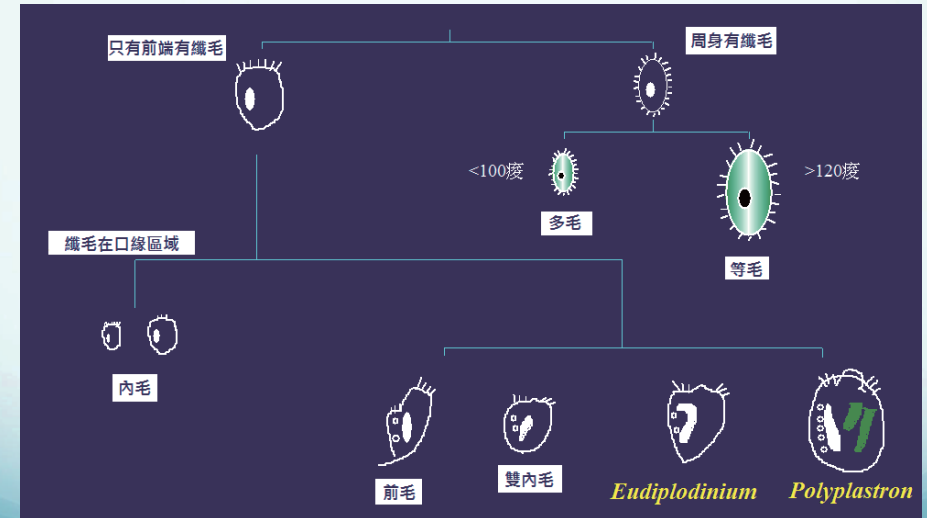 只有前端有纖毛
周身有纖毛
<100痠
>120痠
多毛
纖毛在口緣區域
等毛
內毛
前毛
雙內毛
Eudiplodinium
Polyplastron